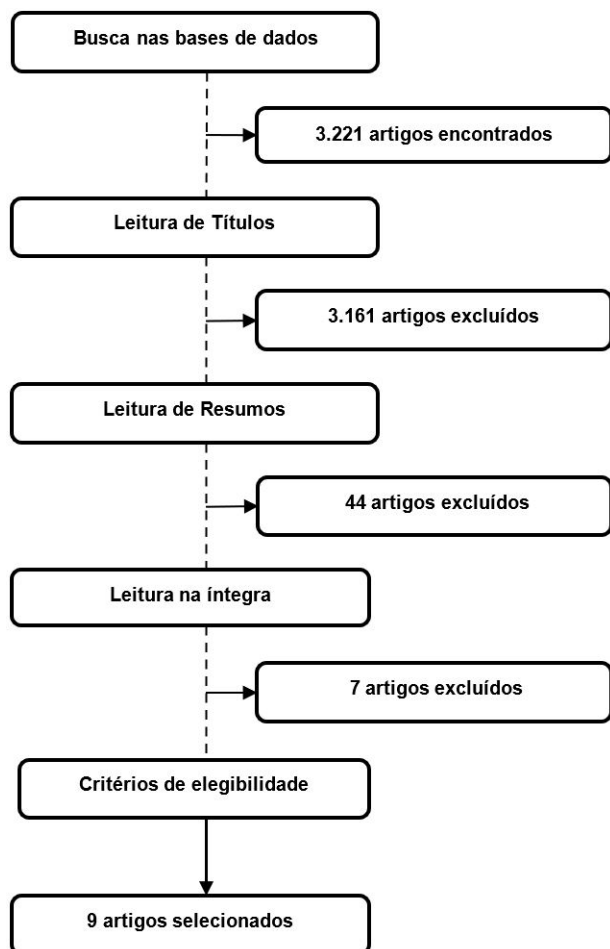 Busca nas bases de dados
3.221 artigos encontrados
Leitura de Títulos
3.161 artigos excluídos
Leitura de Resumos
44 artigos excluídos
Leitura na íntegra
7 artigos excluídos
Critérios de elegibilidade
9 artigos selecionados